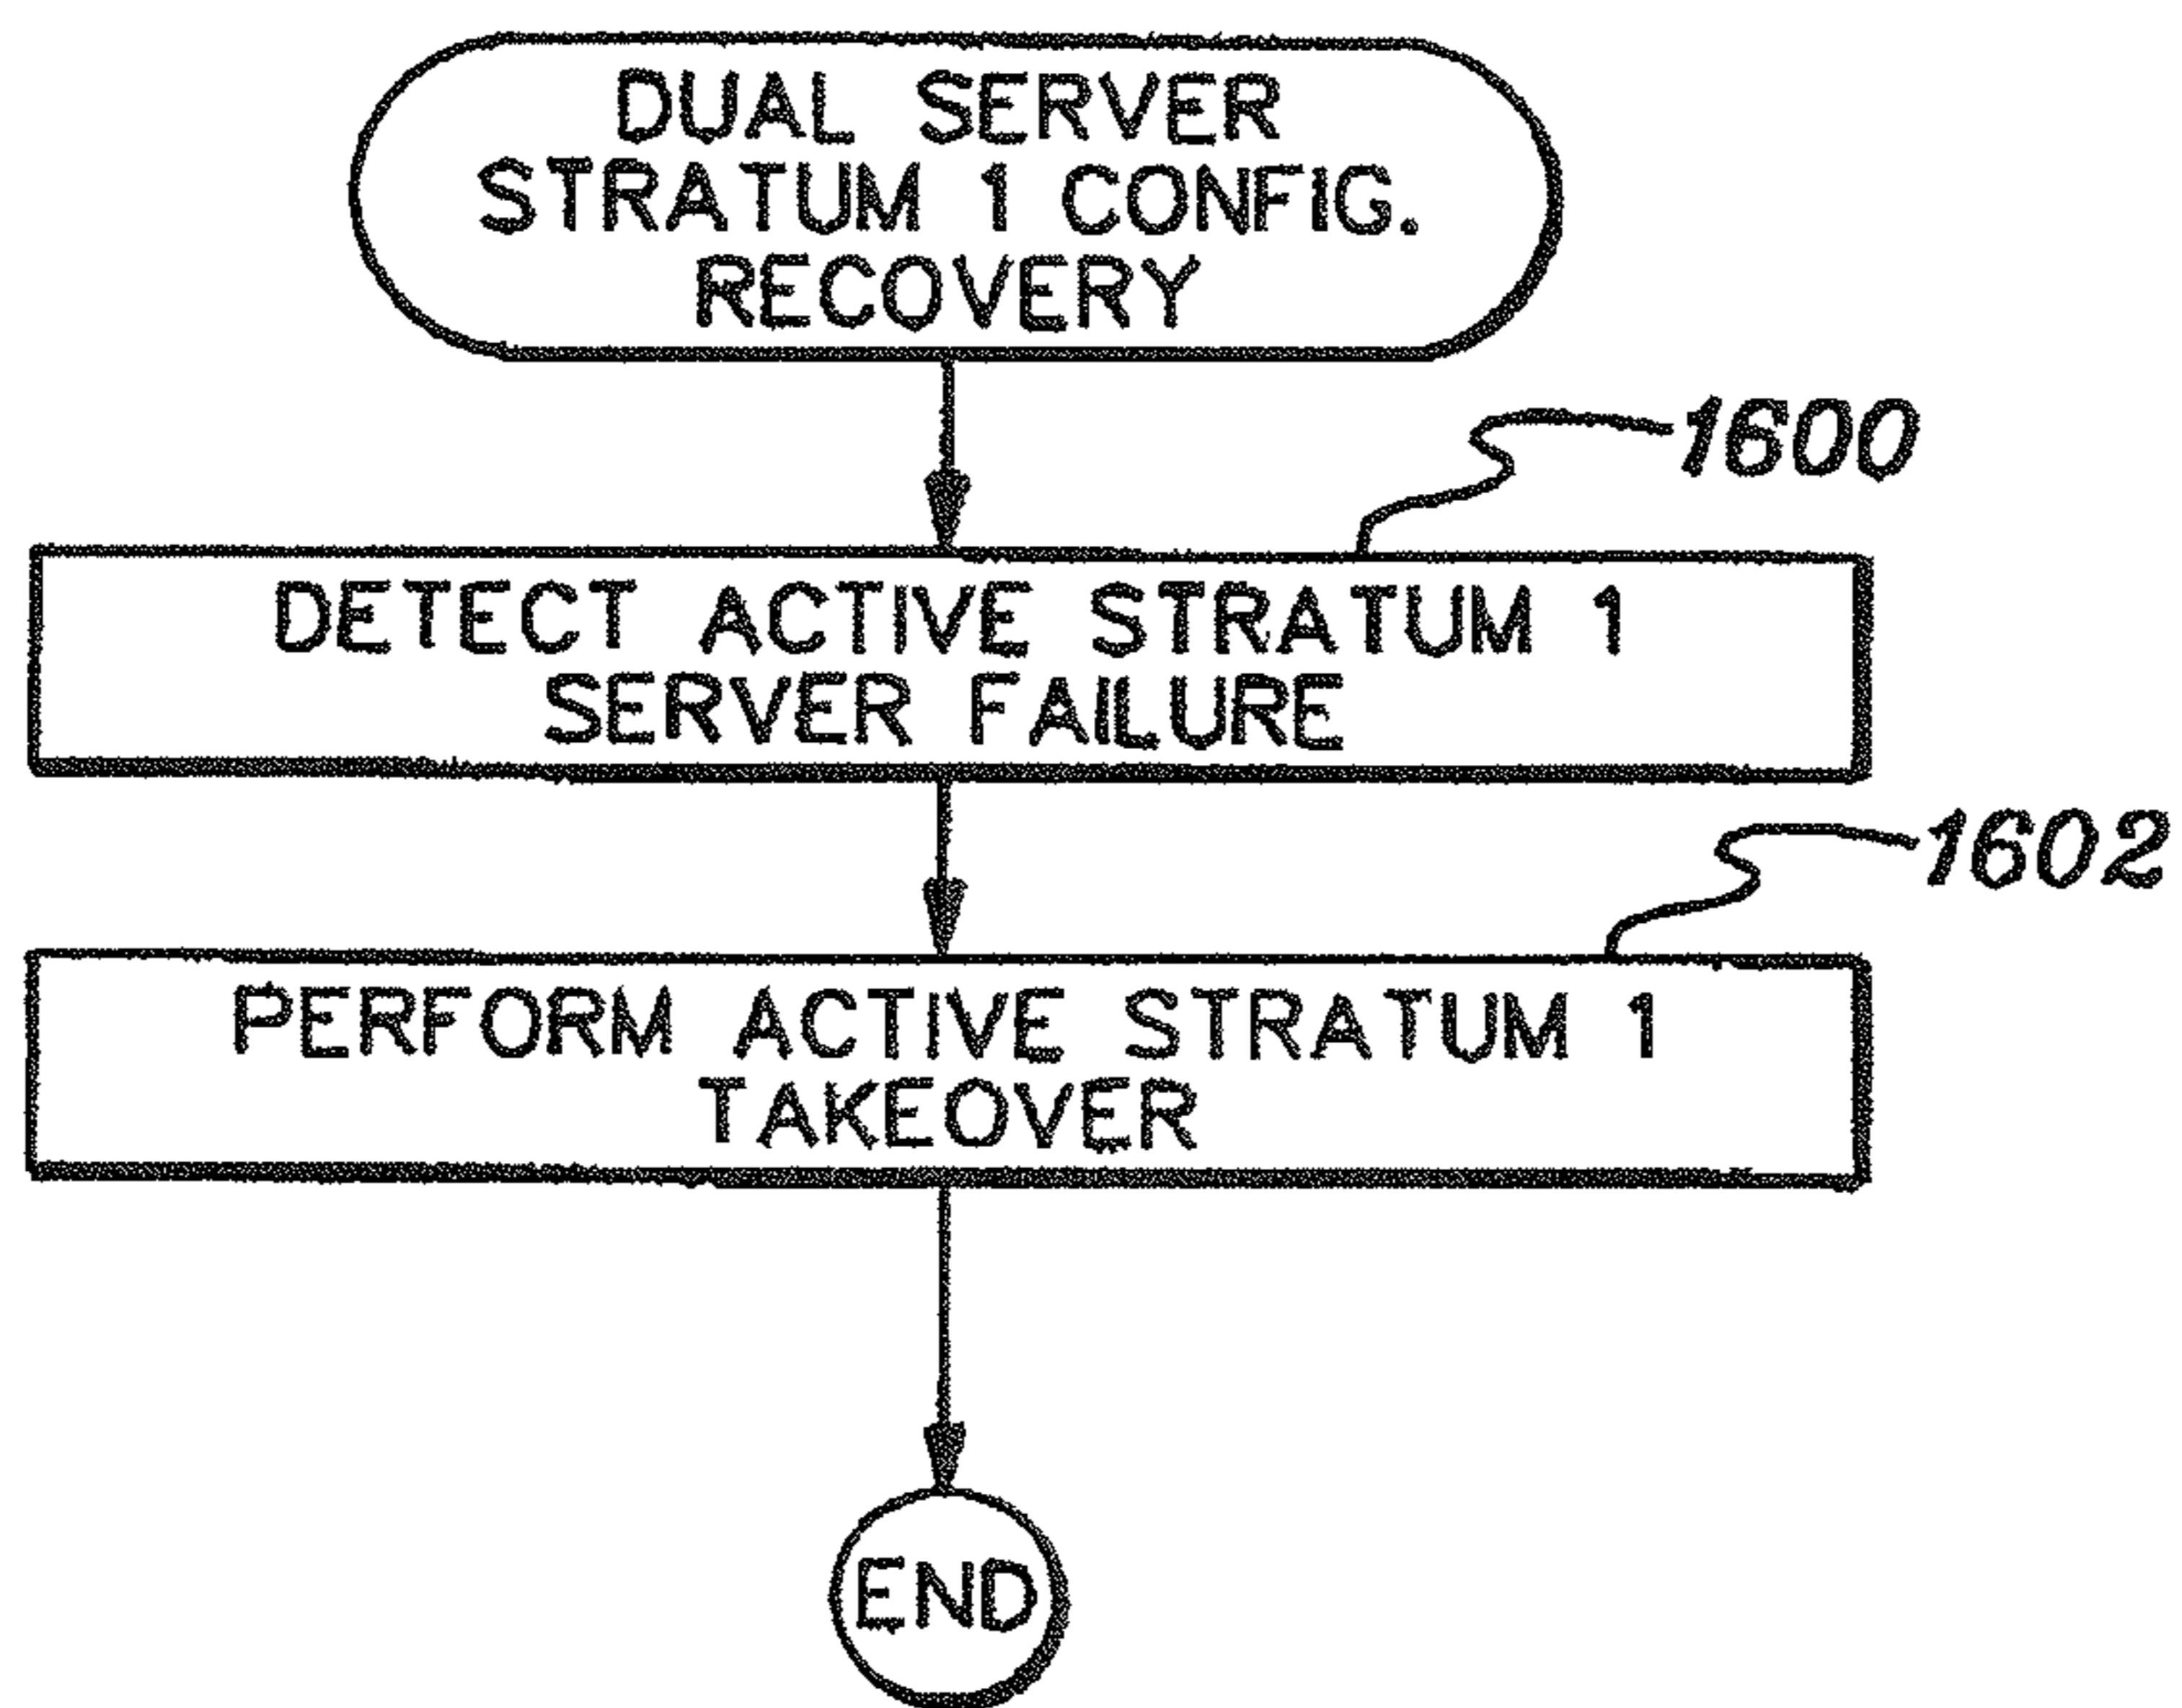 DUAL SERVER
STRATUM 1 CONFIG.
RECOVERY
1600
DETECT ACTIVE STRATUM 1
SERVER FAILURE
1602
PERFORM ACTIVE STRATUM 1
TAKEOVER
END